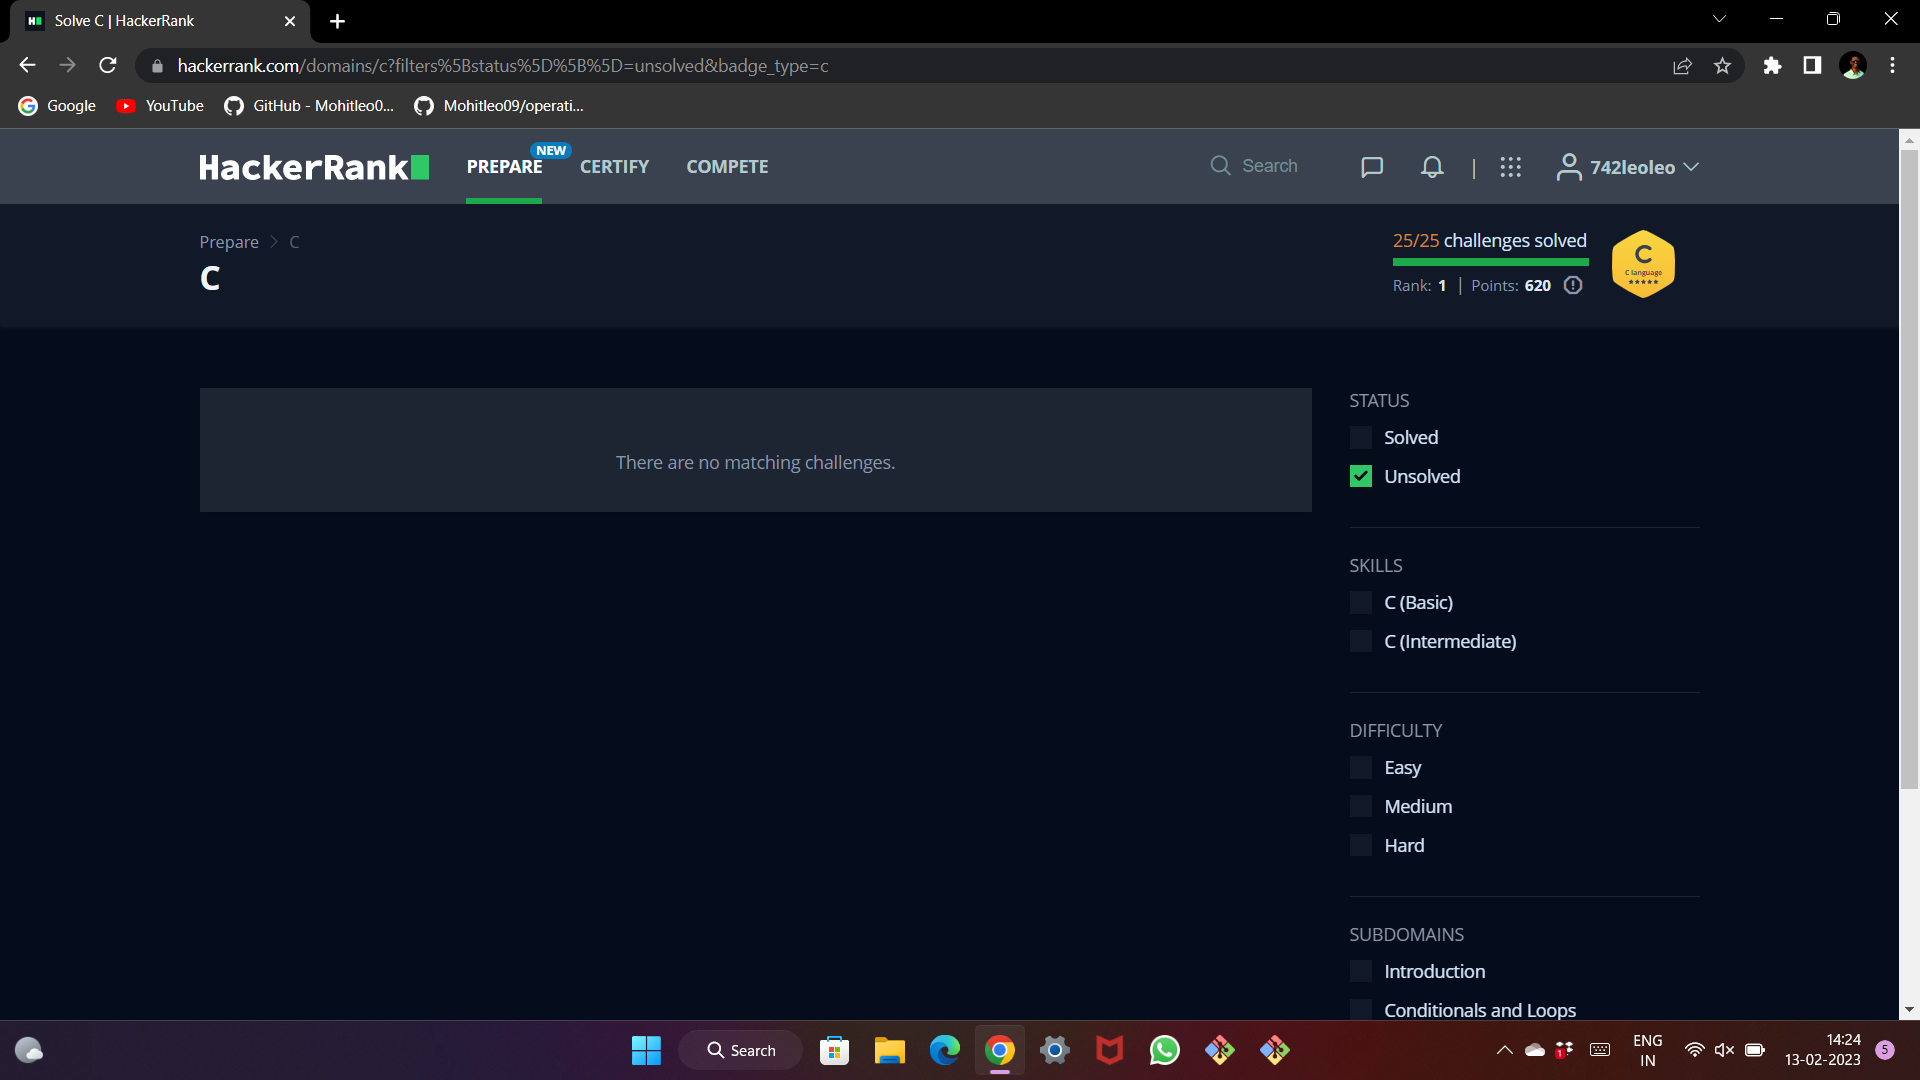 Solve C | HackerRank
hackerrank.com/domains/c?filters%5Bstatus%5D%5B%5D=unsolved&badge_type=c
Google YouTube GitHub - Mohitleo0... Mohitleo09/operati...
HackerRank PREPARE NEW CERTIFY COMPETE Search | 742leoleo
Prepare > C
C
25/25 challenges solved
Rank: 1 | Points: 620
C
C language
There are no matching challenges.
STATUS
Solved
Unsolved
SKILLS
C (Basic)
C (Intermediate)
DIFFICULTY
Easy
Medium
Hard
SUBDOMAINS
Introduction
Conditionals and Loops
Search
1
ENG
IN
14:24
13-02-2023
5